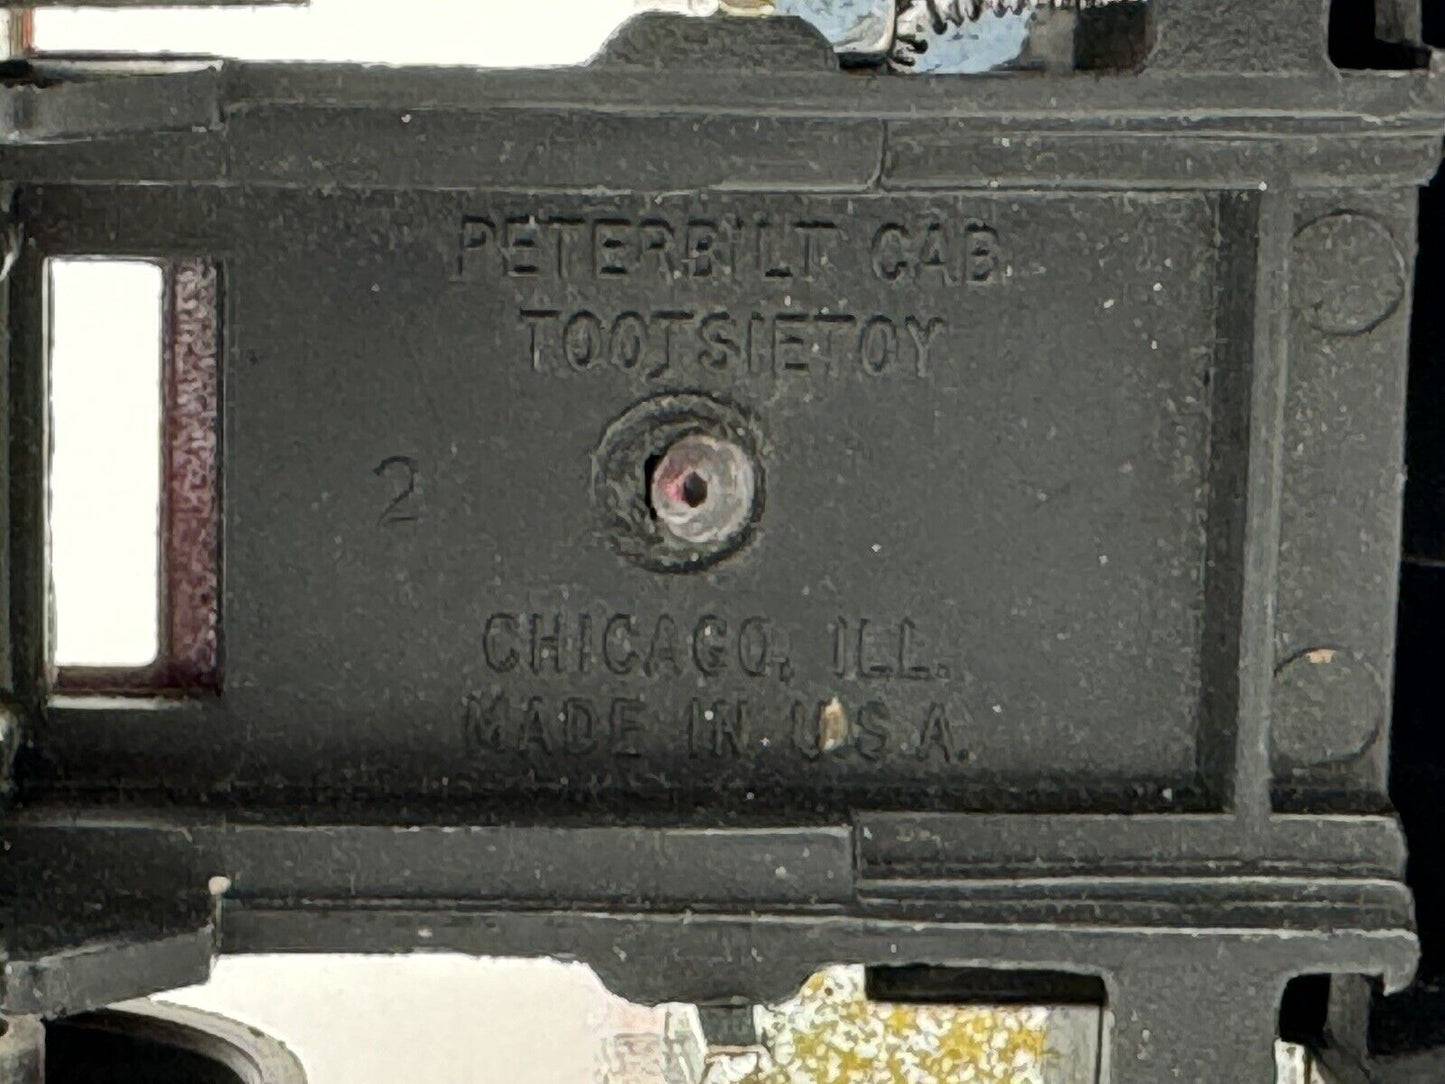 PETERBILT CAB
TOOTSIETOY
2
CHICAGO, ILL.
MADE IN U.S.A.